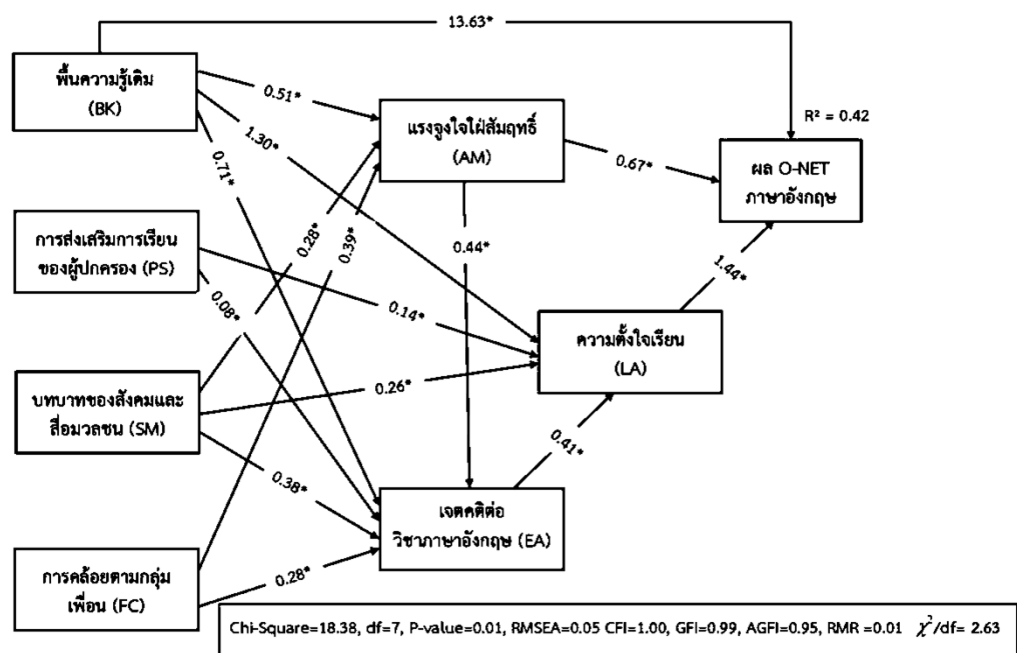 13.63*
พื้นความรู้เดิม
(BK)
0.51*
1.30*
0.71*
แรงจูงใจใฝ่สัมฤทธิ์
(AM)
R² = 0.42
0.67*
ผล O-NET
ภาษาอังกฤษ
การส่งเสริมการเรียน
ของผู้ปกครอง (PS)
0.28*
0.39*
0.44*
0.08*
0.14*
1.44*
ความตั้งใจเรียน
(LA)
บทบาทของสังคมและ
สื่อมวลชน (SM)
0.26*
0.38*
0.41*
เจตคติต่อ
วิชาภาษาอังกฤษ (EA)
การคล้อยตามกลุ่ม
เพื่อน (FC)
0.28*
Chi-Square=18.38, df=7, P-value=0.01, RMSEA=0.05 CFI=1.00, GFI=0.99, AGFI=0.95, RMR =0.01 χ²/df= 2.63